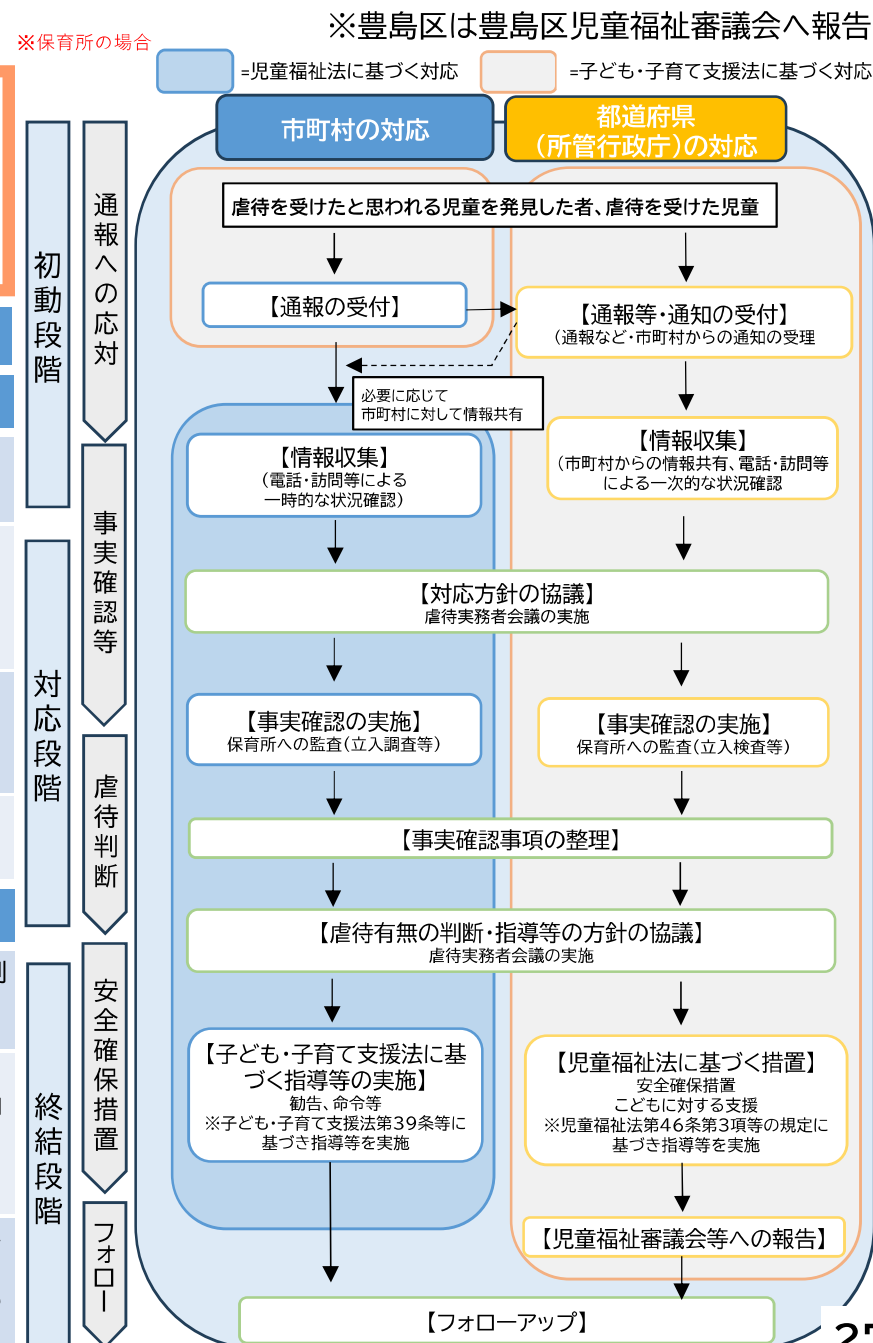 ※豊島区は豊島区児童福祉審議会へ報告
※保育所の場合
=児童福祉法に基づく対応
=子ども・子育て支援法に基づく対応
市町村の対応
都道府県
（所管行政庁）の対応
初動段階
対応段階
終結段階
通報への応対
事実確認等
虐待判断
安全確保措置
フォロー
虐待を受けたと思われる児童を発見した者、虐待を受けた児童
【通報の受付】
【通報等・通知の受付】
（通報など・市町村からの通知の受理
必要に応じて
市町村に対して情報共有
【情報収集】
（電話・訪問等による
一時的な状況確認）
【情報収集】
（市町村からの情報共有、電話・訪問等
による一次的な状況確認
【対応方針の協議】
虐待実務者会議の実施
【事実確認の実施】
保育所への監査（立入調査等）
【事実確認の実施】
保育所への監査（立入検査等）
【事実確認事項の整理】
【虐待有無の判断・指導等の方針の協議】
虐待実務者会議の実施
【子ども・子育て支援法に基
づく指導等の実施】
勧告、命令等
※子ども・子育て支援法第39条等に
基づき指導等を実施
【児童福祉法に基づく措置】
安全確保措置
こどもに対する支援
※児童福祉法第46条第3項等の規定に
基づき指導等を実施
【児童福祉審議会等への報告】
【フォローアップ】